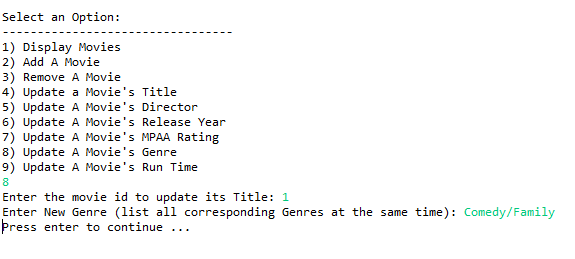 Select an Option:
---------------------------------
1) Display Movies
2) Add A Movie
3) Remove A Movie
4) Update a Movie's Title
5) Update A Movie's Director
6) Update A Movie's Release Year
7) Update A Movie's MPAA Rating
8) Update A Movie's Genre
9) Update A Movie's Run Time
8
Enter the movie id to update its Title: 1
Enter New Genre (list all corresponding Genres at the same time): Comedy/Family
Press enter to continue ...